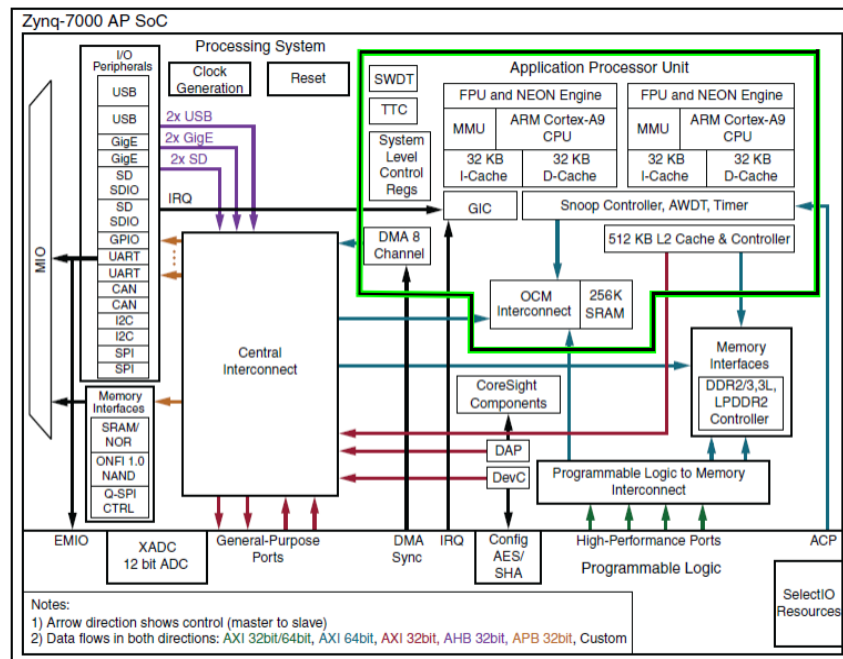 Zynq-7000 AP SoC
Processing System
I/O
Peripherals
USB
USB
GigE
GigE
SD
SDIO
SD
SDIO
GPIO
UART
UART
CAN
CAN
I2C
I2C
SPI
SPI
MIO
Memory
Interfaces
SRAM/
NOR
ONFI 1.0
NAND
Q-SPI
CTRL
Clock
Generation
Reset
2x USB
2x GigE
2x SD
IRQ
Central
Interconnect
Application Processor Unit
SWDT
TTC
System
Level
Control
Regs
FPU and NEON Engine
MMU
ARM Cortex-A9
CPU
32 KB
I-Cache
32 KB
D-Cache
FPU and NEON Engine
MMU
ARM Cortex-A9
CPU
32 KB
I-Cache
32 KB
D-Cache
GIC
Snoop Controller, AWDT, Timer
DMA 8
Channel
512 KB L2 Cache & Controller
OCM
Interconnect
256K
SRAM
Memory
Interfaces
DDR2/3,3L,
LPDDR2
Controller
CoreSight
Components
DAP
DevC
Programmable Logic to Memory
Interconnect
EMIO
XADC
12 bit ADC
General-Purpose
Ports
DMA
Sync
IRQ
Config
AES/
SHA
High-Performance Ports
ACP
Programmable Logic
SelectIO
Resources
Notes:
1) Arrow direction shows control (master to slave)
2) Data flows in both directions: AXI 32bit/64bit, AXI 64bit, AXI 32bit, AHB 32bit, APB 32bit, Custom